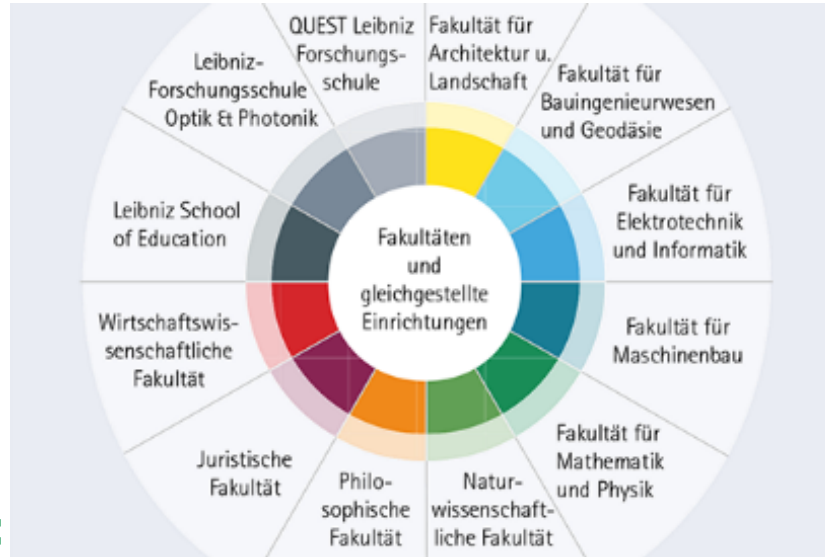 QUEST Leibniz
Forschungs-
schule
Fakultät für
Architektur u.
Landschaft
Fakultät für
Bauingenieurwesen
und Geodäsie
Fakultät für
Elektrotechnik
und Informatik
Fakultät für
Maschinenbau
Fakultät für
Mathematik
und Physik
Natur-
wissenschaft-
liche Fakultät
Philo-
sophische
Fakultät
Juristische
Fakultät
Wirtschaftswis-
senschaftliche
Fakultät
Leibniz School
of Education
Leibniz-
Forschungsschule
Optik & Photonik
Fakultäten
und
gleichgestellte
Einrichtungen